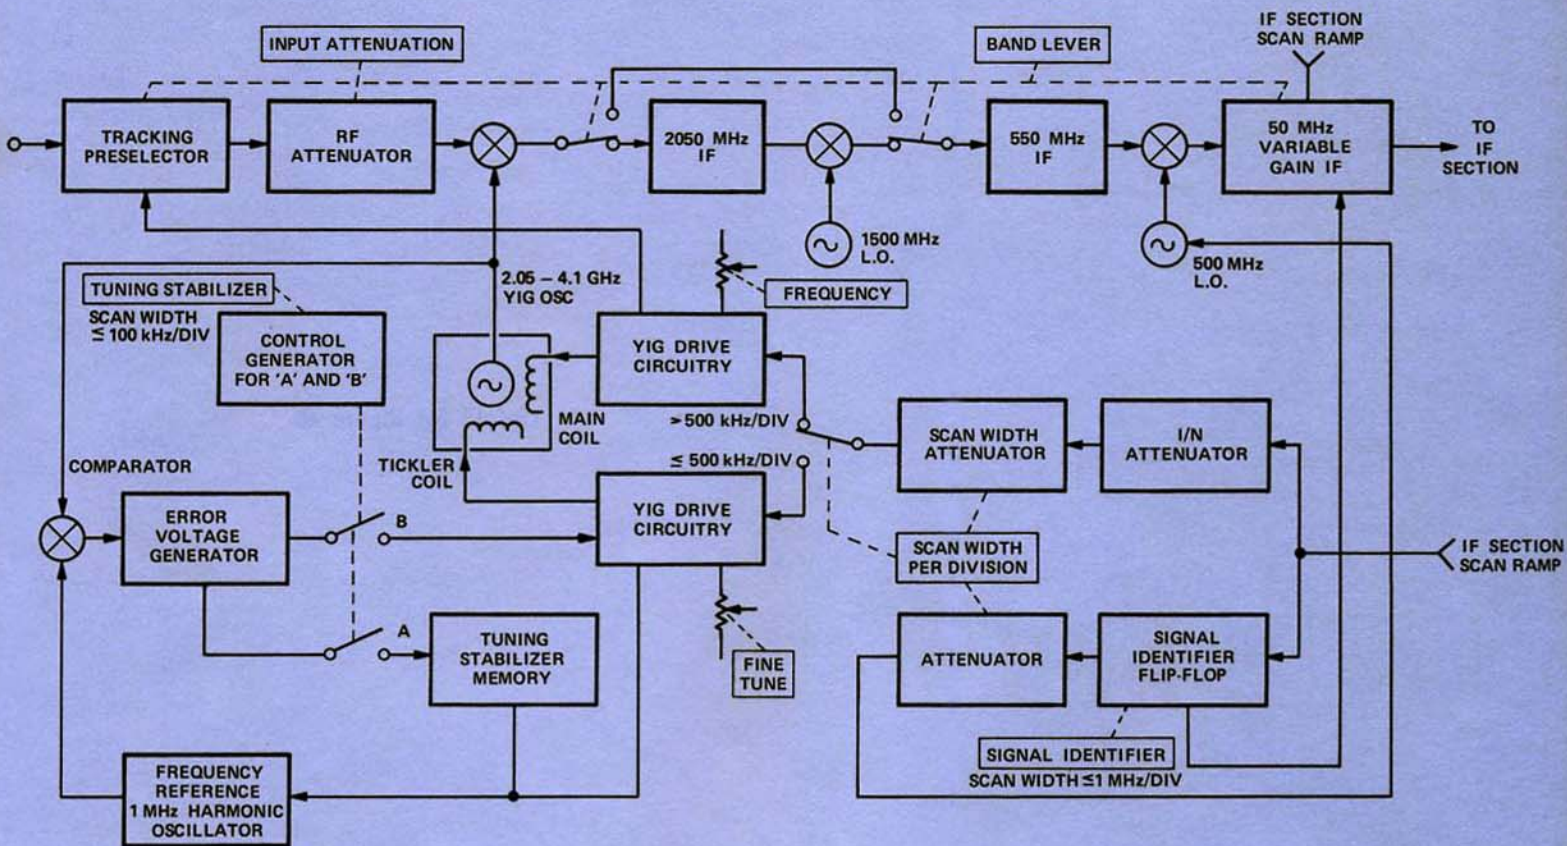 INPUT ATTENUATION
BAND LEVER
IF SECTION
SCAN RAMP
TRACKING
PRESELECTOR
RF
ATTENUATOR
2050 MHz
IF
550 MHz
IF
50 MHz
VARIABLE
GAIN IF
TO
IF
SECTION
1500 MHz
L.O.
500 MHz
L.O.
2.05 – 4.1 GHz
YIG OSC
TUNING STABILIZER
SCAN WIDTH
≤ 100 kHz/DIV
CONTROL
GENERATOR
FOR 'A' AND 'B'
FREQUENCY
YIG DRIVE
CIRCUITRY
MAIN
COIL
> 500 kHz/DIV
≤ 500 kHz/DIV
SCAN WIDTH
ATTENUATOR
I/N
ATTENUATOR
TICKLER
COIL
COMPARATOR
ERROR
VOLTAGE
GENERATOR
B
YIG DRIVE
CIRCUITRY
SCAN WIDTH
PER DIVISION
IF SECTION
SCAN RAMP
A
TUNING
STABILIZER
MEMORY
FINE
TUNE
ATTENUATOR
SIGNAL
IDENTIFIER
FLIP-FLOP
SIGNAL IDENTIFIER
SCAN WIDTH ≤1 MHz/DIV
FREQUENCY
REFERENCE
1 MHz HARMONIC
OSCILLATOR